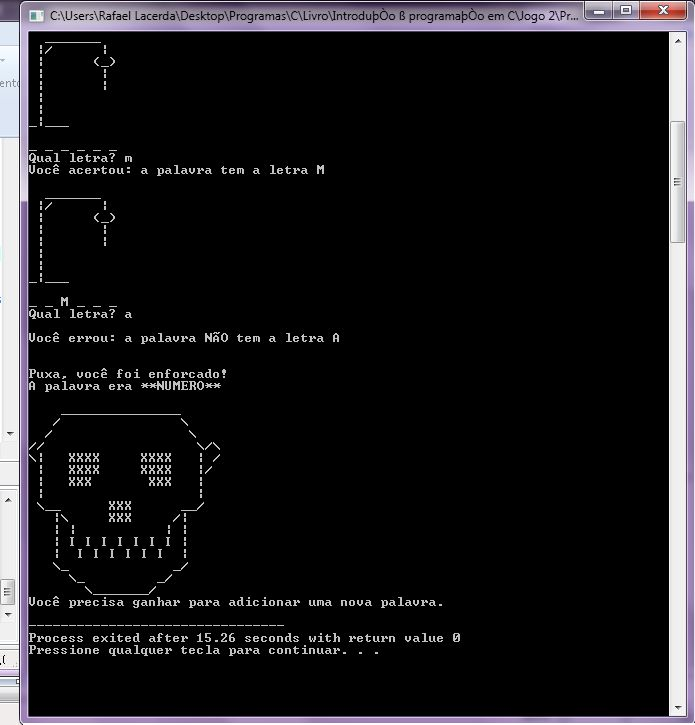 C:\Users\Rafael Lacerda\Desktop\Programas\C\Livro\IntroduþÒo ß programaþÒo em C\Jogo 2\Pr...
_ _ _ _ _ _
Qual letra? m
Você acertou: a palavra tem a letra M
_ _ M _ _ _
Qual letra? a
Você errou: a palavra NãO tem a letra A
Puxa, você foi enforcado!
A palavra era **NUMERO**
XXXX XXXX
XXXX XXXX
XXX XXX
XXX
XXX
I I I I I I I
I I I I I I
Você precisa ganhar para adicionar uma nova palavra.
--------------------------------
Process exited after 15.26 seconds with return value 0
Pressione qualquer tecla para continuar. . .